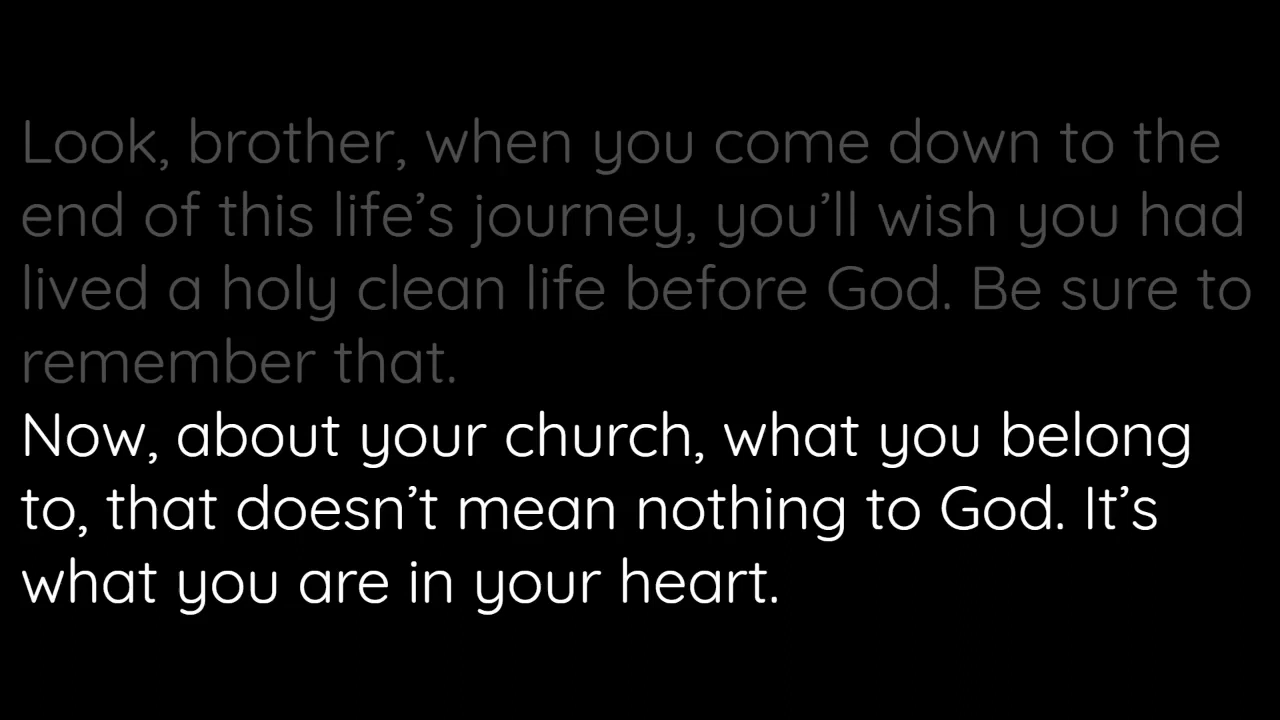 Look, brother, when you come down to the
end of this life’s journey, you’ll wish you had
lived a holy clean life before God. Be sure to
remember that.
Now, about your church, what you belong
to, that doesn’t mean nothing to God. It’s
what you are in your heart.